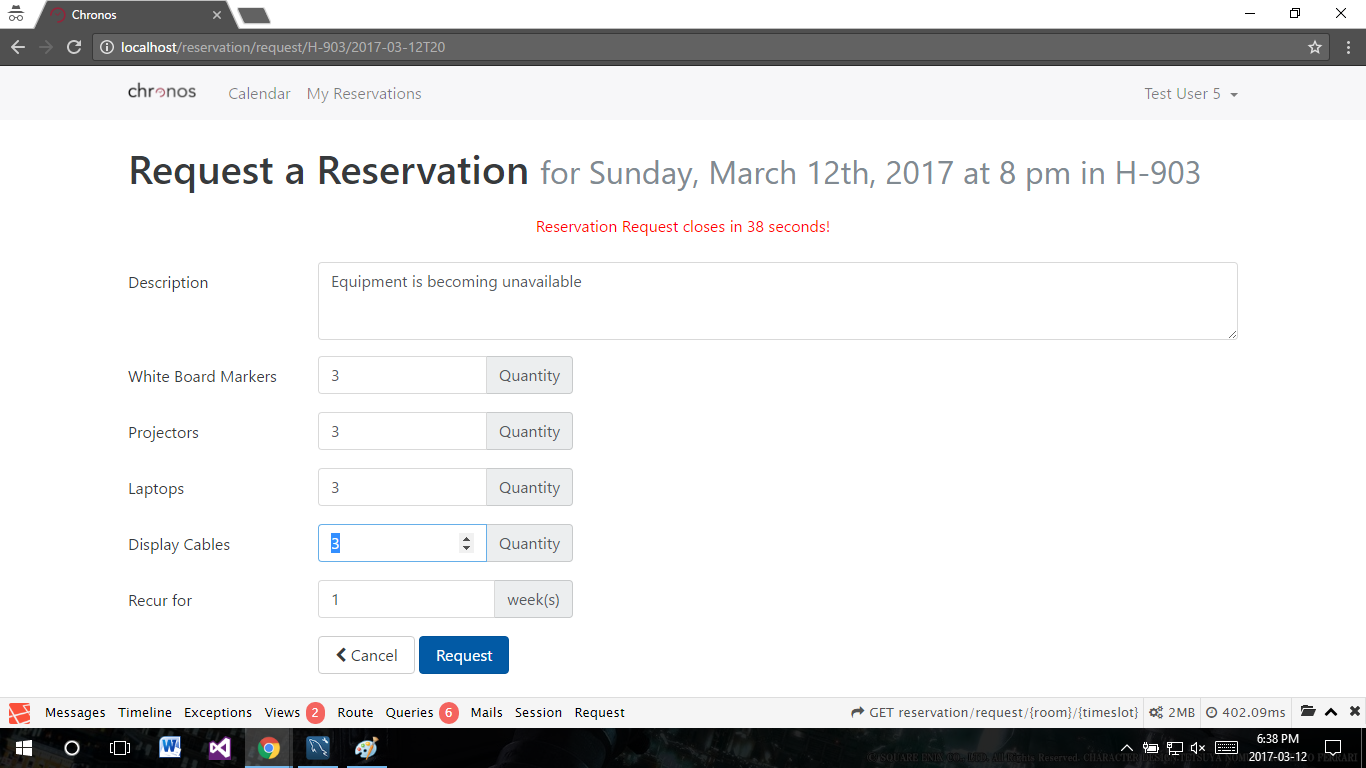 Chronos
localhost/reservation/request/H-903/2017-03-12T20
chronos Calendar My Reservations Test User 5
Request a Reservation for Sunday, March 12th, 2017 at 8 pm in H-903
Reservation Request closes in 38 seconds!
Description Equipment is becoming unavailable
White Board Markers 3 Quantity
Projectors 3 Quantity
Laptops 3 Quantity
Display Cables 3 Quantity
Recur for 1 week(s)
Cancel Request
Messages Timeline Exceptions Views 2 Route Queries 6 Mails Session Request GET reservation/request/{room}/{timeslot} 2MB 402.09ms
6:38 PM
2017-03-12